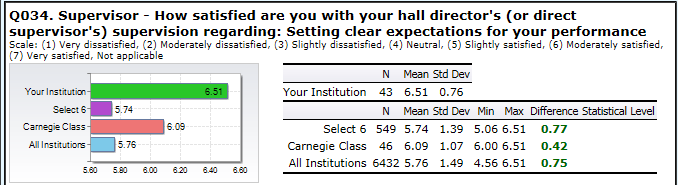 Q034. Supervisor - How satisfied are you with your hall director's (or direct
supervisor's) supervision regarding: Setting clear expectations for your performance
Scale: (1) Very dissatisfied, (2) Moderately dissatisfied, (3) Slightly dissatisfied, (4) Neutral, (5) Slightly satisfied, (6) Moderately satisfied,
(7) Very satisfied, Not applicable
Your Institution 6.51
Select 6 5.74
Carnegie Class 6.09
All Institutions 5.76
5.60 5.80 6.00 6.20 6.40 6.60
N Mean Std Dev
Your Institution 43 6.51 0.76
N Mean Std Dev Min Max Difference Statistical Level
Select 6 549 5.74 1.39 5.06 6.51 0.77
Carnegie Class 46 6.09 1.07 6.00 6.51 0.42
All Institutions 6432 5.76 1.49 4.56 6.51 0.75